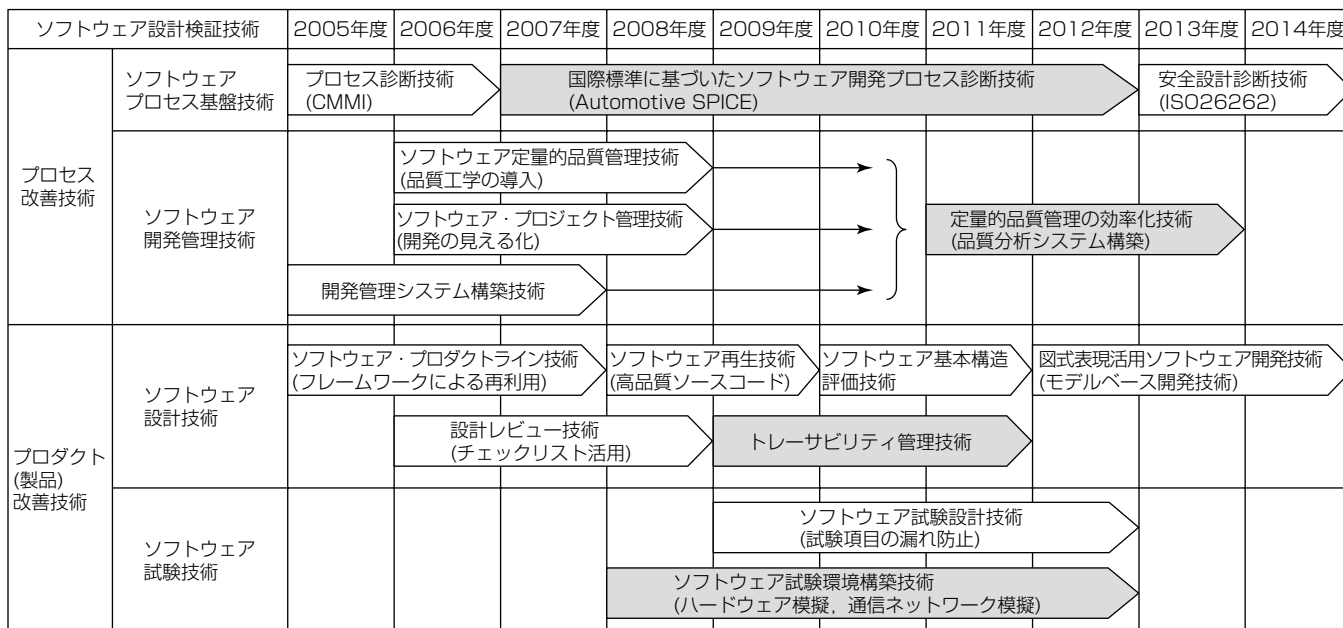 ソフトウェア設計検証技術
2005年度
2006年度
2007年度
2008年度
2009年度
2010年度
2011年度
2012年度
2013年度
2014年度
プロセス
改善技術
ソフトウェア
プロセス基盤技術
プロセス診断技術
(CMMI)
国際標準に基づいたソフトウェア開発プロセス診断技術
(Automotive SPICE)
安全設計診断技術
(ISO26262)
ソフトウェア
開発管理技術
ソフトウェア定量的品質管理技術
(品質工学の導入)
ソフトウェア・プロジェクト管理技術
(開発の見える化)
開発管理システム構築技術
定量的品質管理の効率化技術
(品質分析システム構築)
プロダクト
(製品)
改善技術
ソフトウェア
設計技術
ソフトウェア・プロダクトライン技術
(フレームワークによる再利用)
ソフトウェア再生技術
(高品質ソースコード)
ソフトウェア基本構造
評価技術
図式表現活用ソフトウェア開発技術
(モデルベース開発技術)
設計レビュー技術
(チェックリスト活用)
トレーサビリティ管理技術
ソフトウェア
試験技術
ソフトウェア試験設計技術
(試験項目の漏れ防止)
ソフトウェア試験環境構築技術
(ハードウェア模擬，通信ネットワーク模擬)